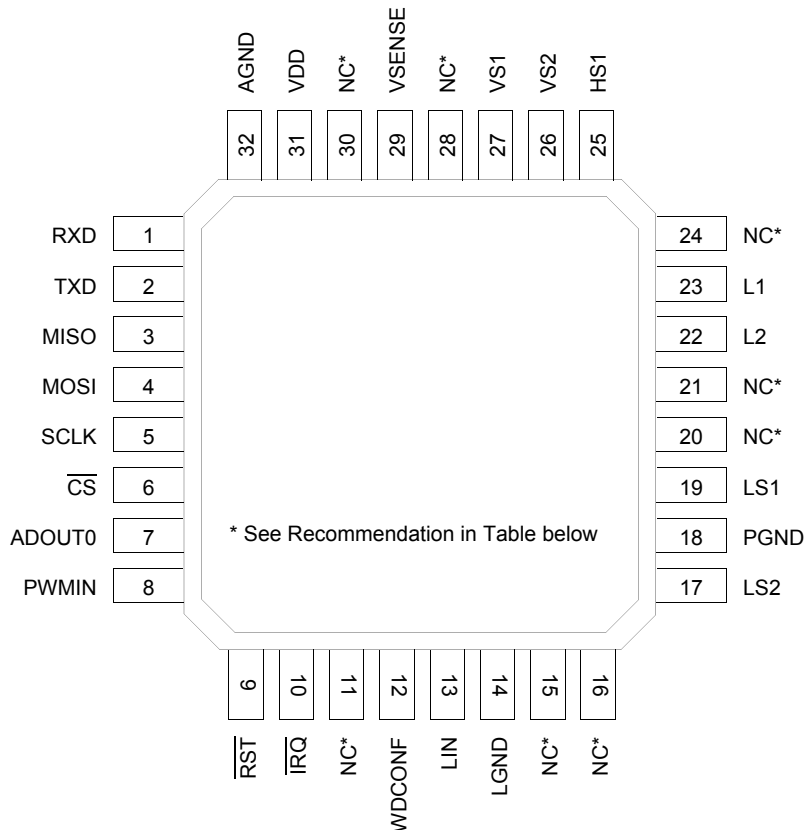 AGND VDD NC* VSENSE NC* VS1 VS2 HS1
32 31 30 29 28 27 26 25
RXD 1 24 NC*
TXD 2 23 L1
MISO 3 22 L2
MOSI 4 21 NC*
SCLK 5 20 NC*
C̅S̅ 6 19 LS1
ADOUT0 7 * See Recommendation in Table below 18 PGND
PWMIN 8 17 LS2
9 10 11 12 13 14 15 16
R̅S̅T̅ I̅R̅Q̅ NC* WDCONF LIN LGND NC* NC*